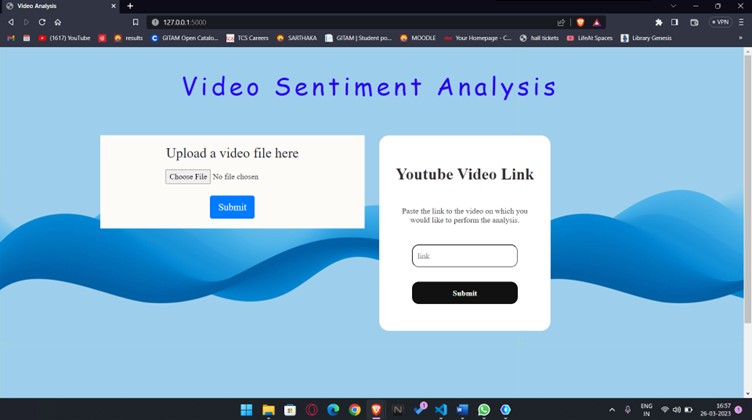 Video Analysis
127.0.0.1:5000
VPN
(1617) YouTube
results
GITAM Open Catalo...
TCS Careers
SARTHAKA
GITAM | Student po...
MOODLE
Your Homepage - C...
hall tickets
LifeAt Spaces
Library Genesis
Video Sentiment Analysis
Upload a video file here
Choose File No file chosen
Submit
Youtube Video Link
Paste the link to the video on which you
would like to perform the analysis.
link
Submit
ENG
IN
16:57
26-03-2023